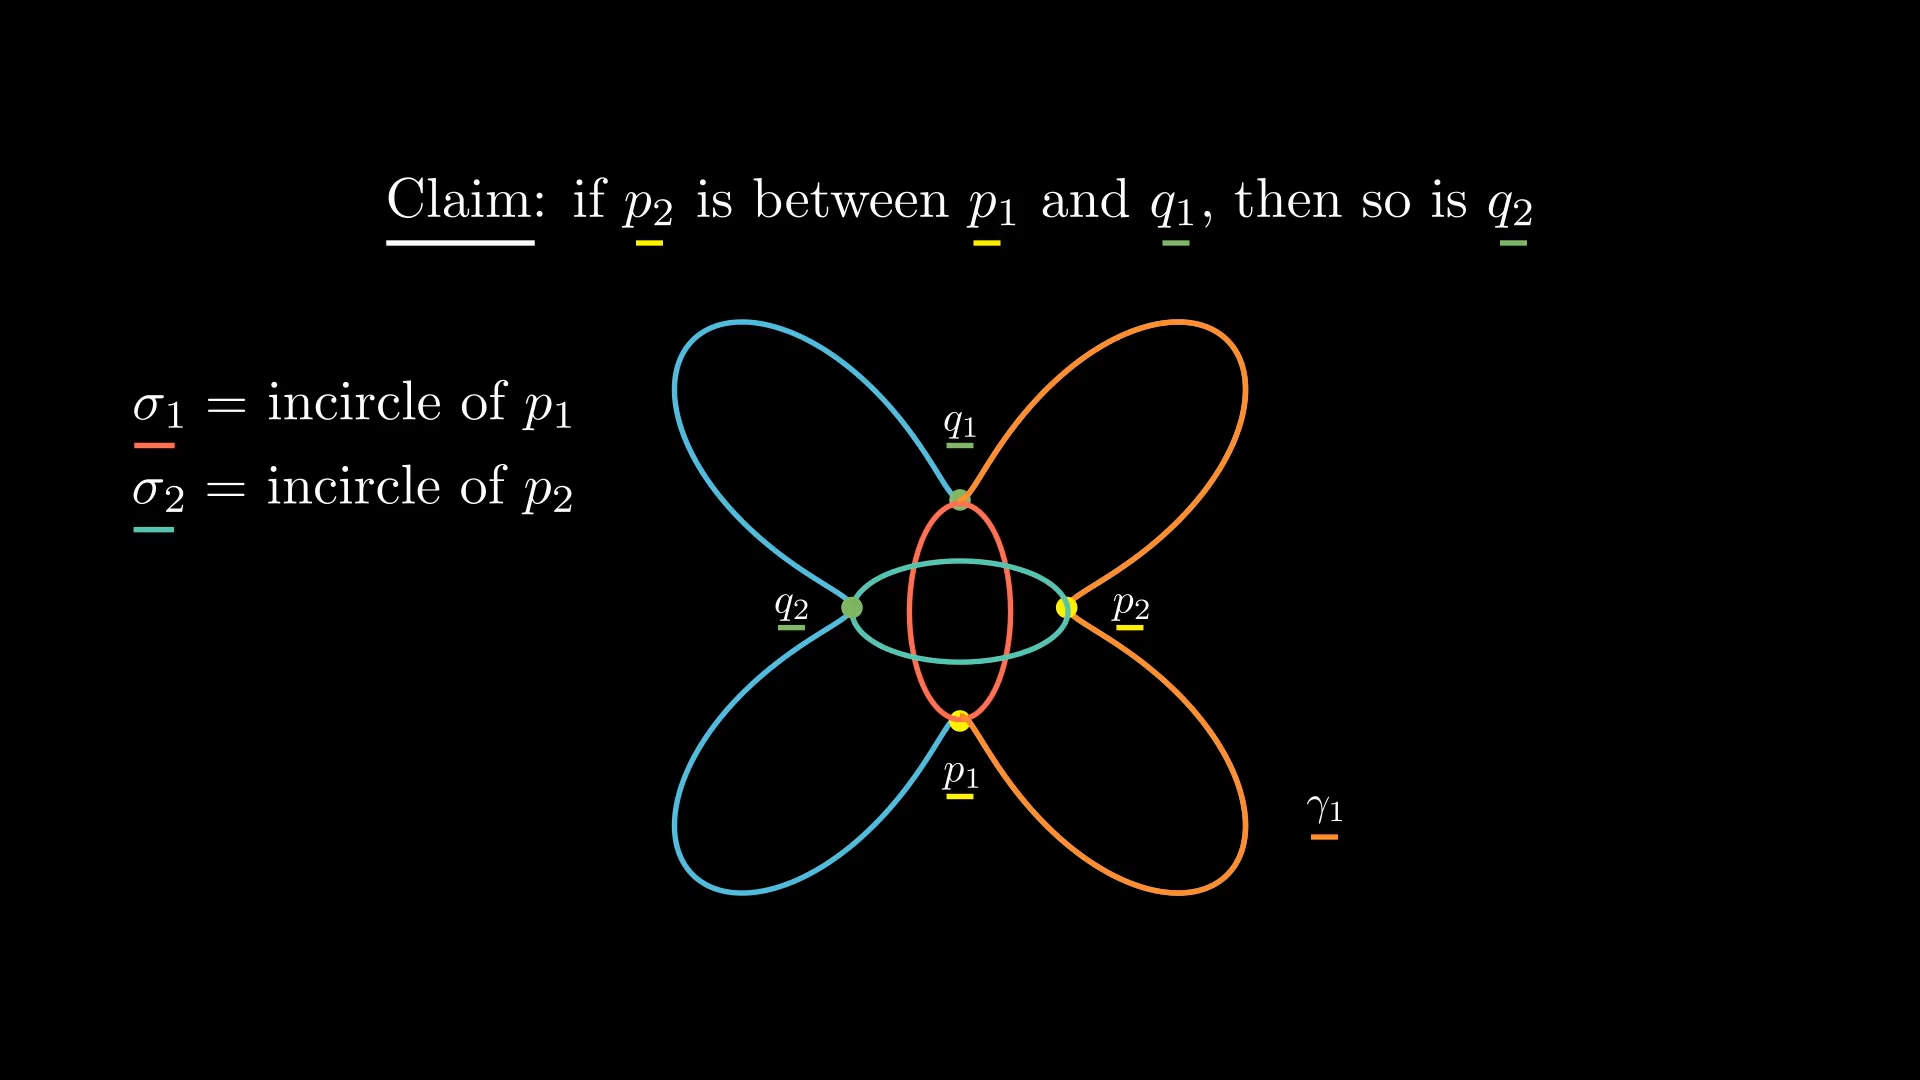 Claim: if p₂ is between p₁ and q₁, then so is q₂
σ₁ = incircle of p₁
σ₂ = incircle of p₂
q₁
q₂
p₂
p₁
γ₁